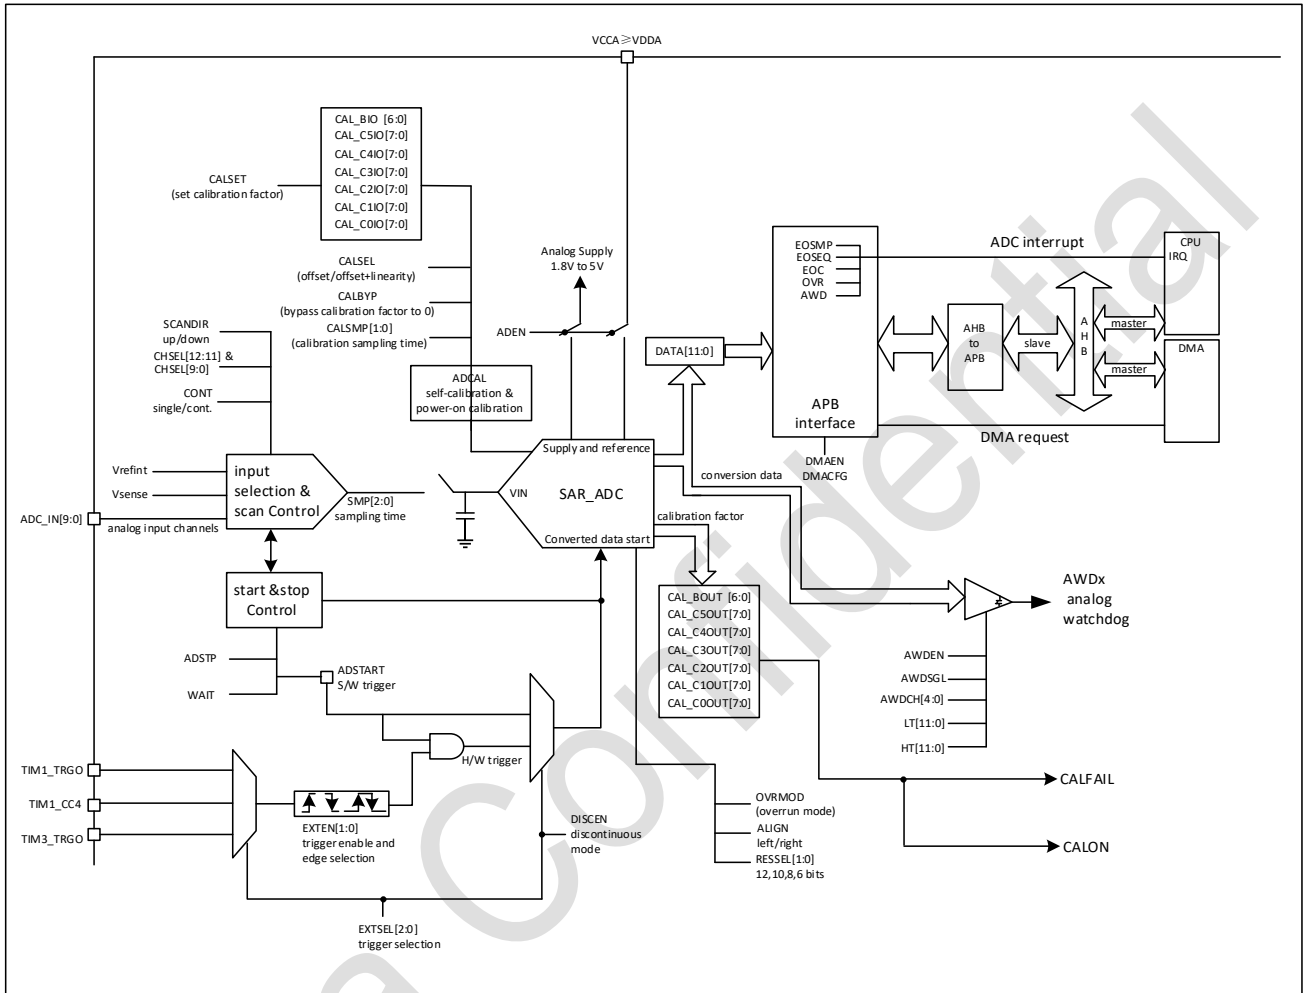 VCCA≥VDDA
CAL_BIO [6:0]
CAL_C5IO[7:0]
CAL_C4IO[7:0]
CAL_C3IO[7:0]
CAL_C2IO[7:0]
CAL_C1IO[7:0]
CAL_C0IO[7:0]
CALSET
(set calibration factor)
CALSEL
(offset/offset+linearity)
CALBYP
(bypass calibration factor to 0)
CALSMP[1:0]
(calibration sampling time)
Analog Supply
1.8V to 5V
ADEN
SCANDIR
up/down
CHSEL[12:11] &
CHSEL[9:0]
CONT
single/cont.
ADCAL
self-calibration &
power-on calibration
DATA[11:0]
EOSMP
EOSEQ
EOC
OVR
AWD
APB
interface
DMAEN
DMACFG
ADC interrupt
CPU
IRQ
AHB
to
APB
slave
A
H
B
master
master
DMA
DMA request
Vrefint
Vsense
ADC_IN[9:0]
analog input channels
input
selection &
scan Control
SMP[2:0]
sampling time
VIN
Supply and reference
SAR_ADC
Converted data start
conversion data
calibration factor
start &stop
Control
ADSTP
WAIT
ADSTART
S/W trigger
CAL_BOUT [6:0]
CAL_C5OUT[7:0]
CAL_C4OUT[7:0]
CAL_C3OUT[7:0]
CAL_C2OUT[7:0]
CAL_C1OUT[7:0]
CAL_C0OUT[7:0]
AWDx
analog
watchdog
AWDEN
AWDSGL
AWDCH[4:0]
LT[11:0]
HT[11:0]
TIM1_TRGO
TIM1_CC4
TIM3_TRGO
H/W trigger
EXTEN[1:0]
trigger enable and
edge selection
DISCEN
discontinuous
mode
OVRMOD
(overrun mode)
ALIGN
left/right
RESSEL[1:0]
12,10,8,6 bits
CALFAIL
CALON
EXTSEL[2:0]
trigger selection
Confidential